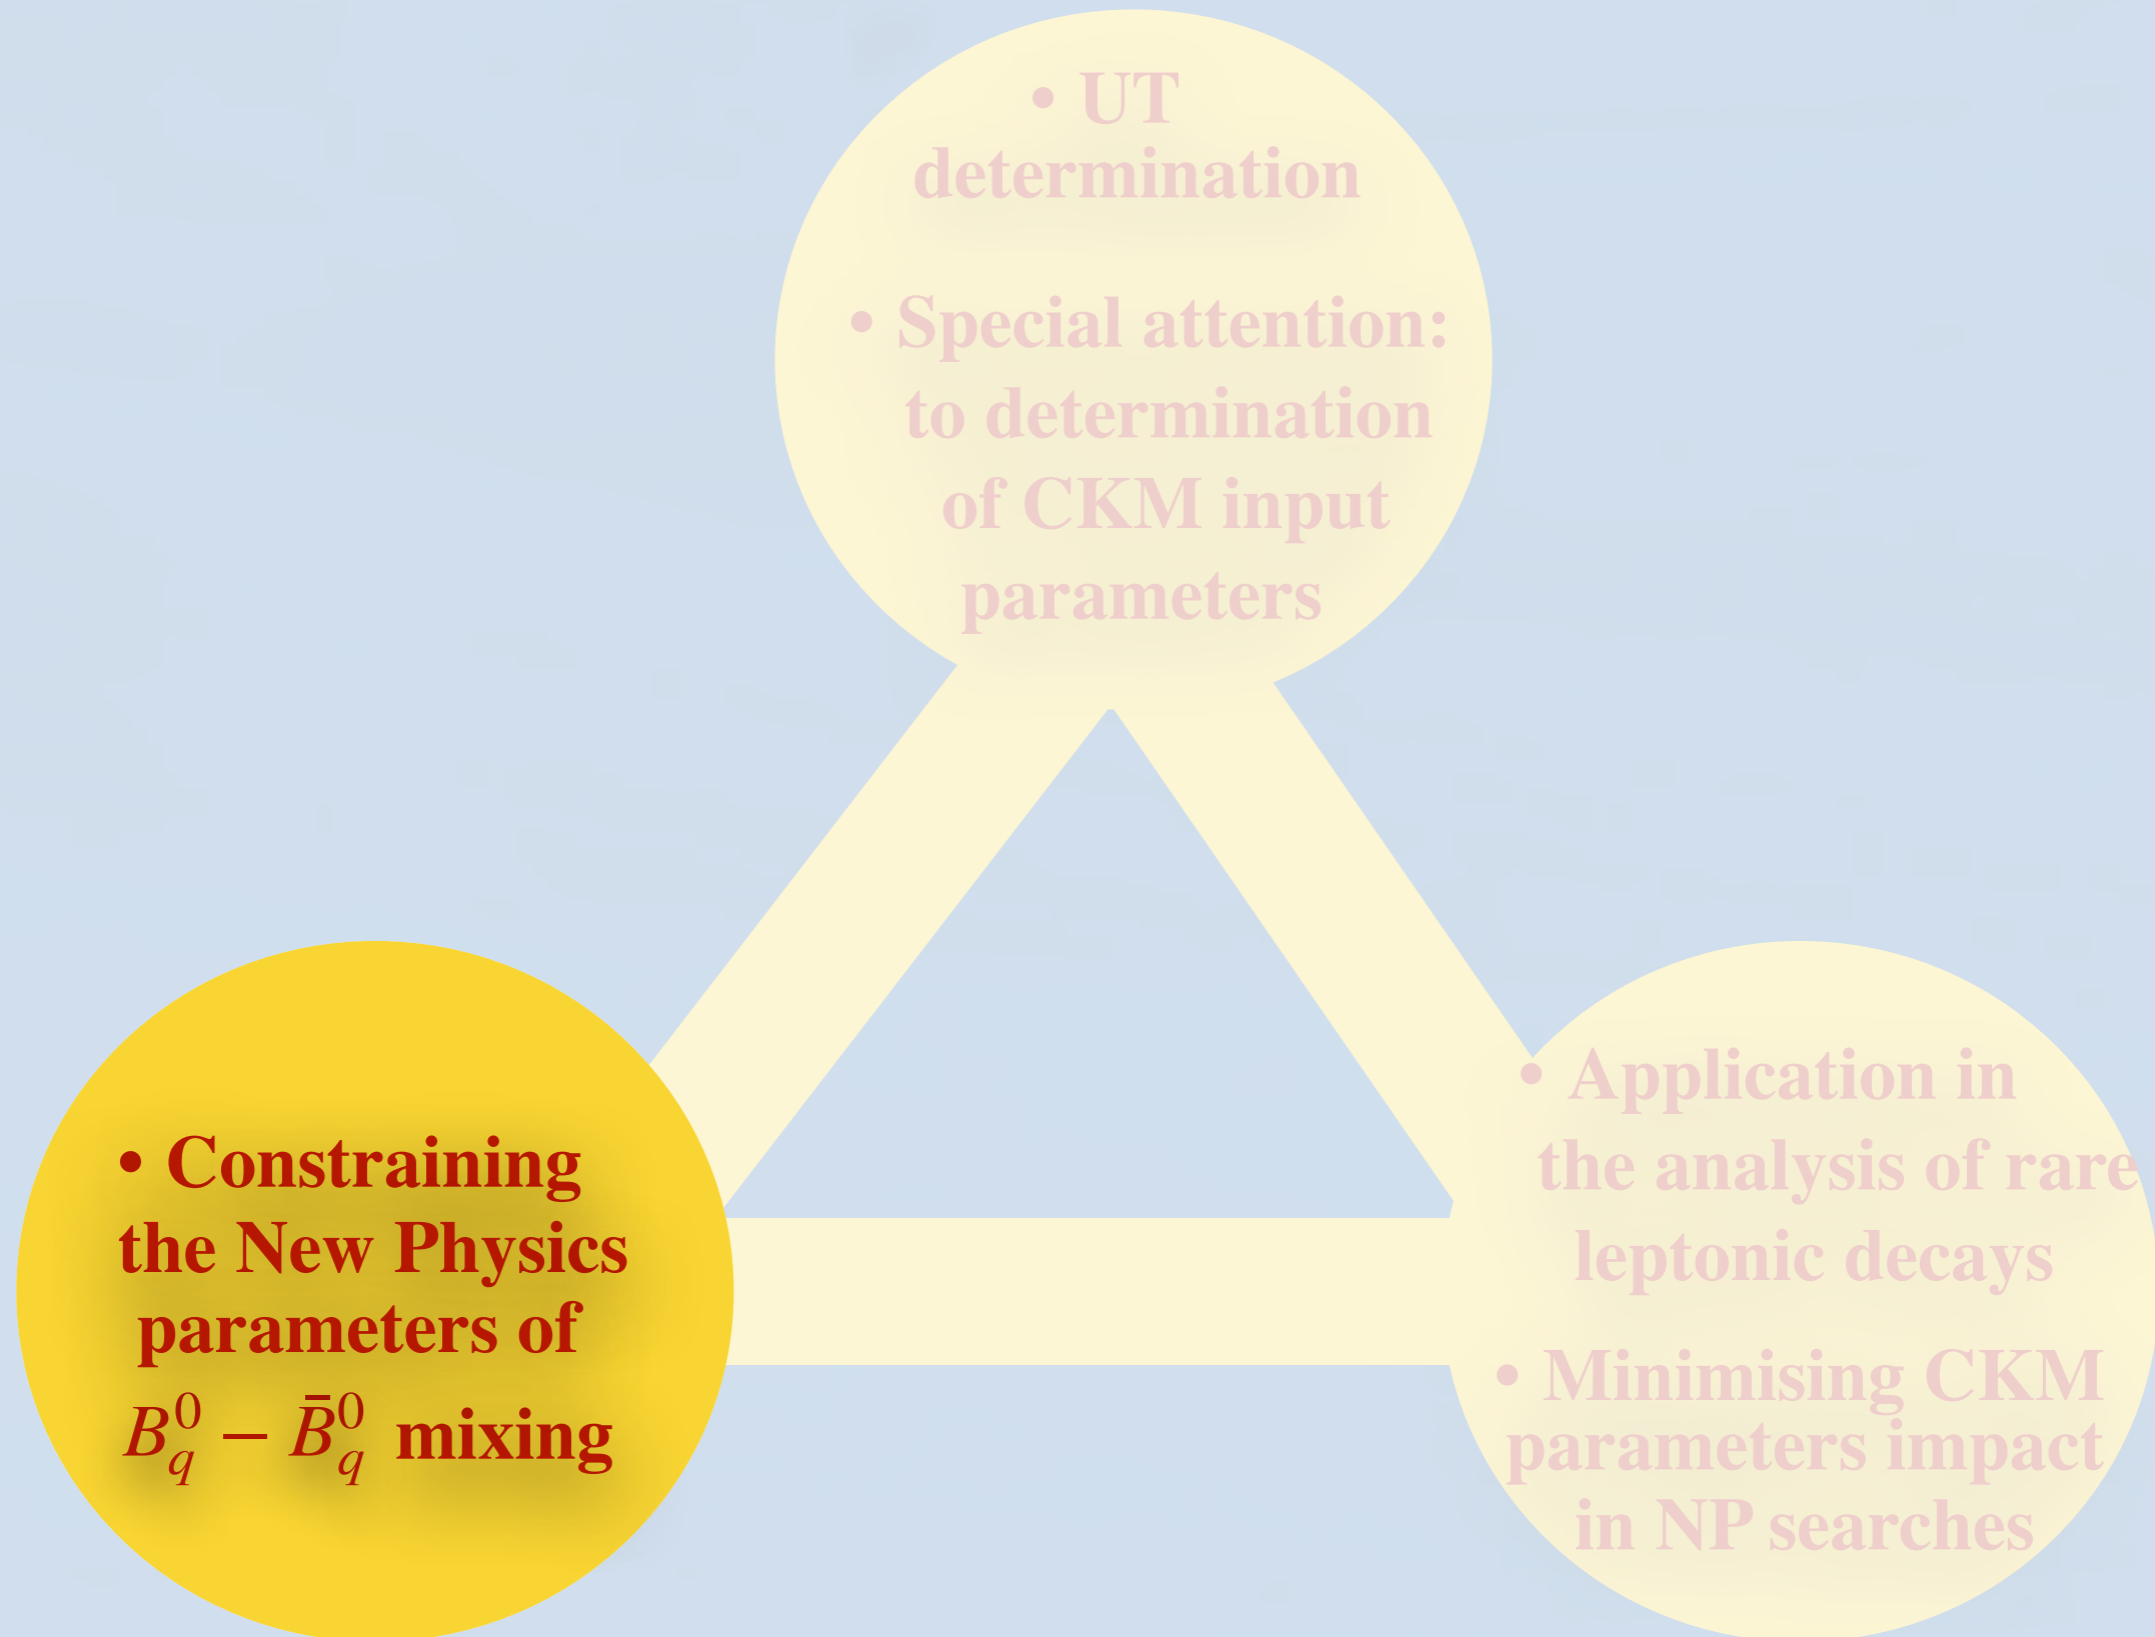 • UT
determination
• Special attention:
to determination
of CKM input
parameters
• Constraining
the New Physics
parameters of
$B_q^0 - \bar{B}_q^0$ mixing
• Application in
the analysis of rare
leptonic decays
• Minimising CKM
parameters impact
in NP searches